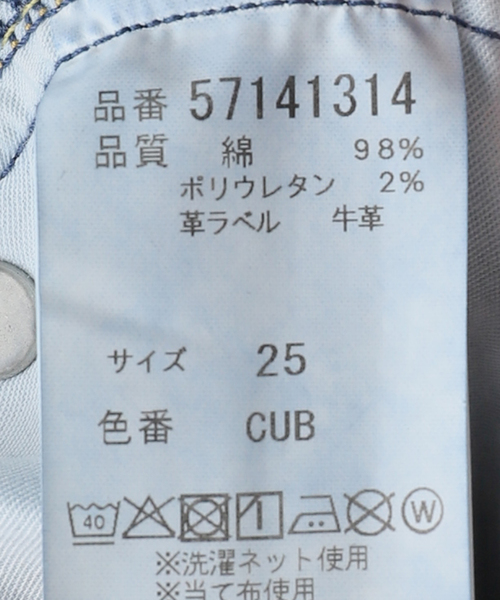 品番 57141314
品質 綿 98%
ポリウレタン 2%
革ラベル 牛革
サイズ 25
色番 CUB
40 W
※洗濯ネット使用
※当て布使用